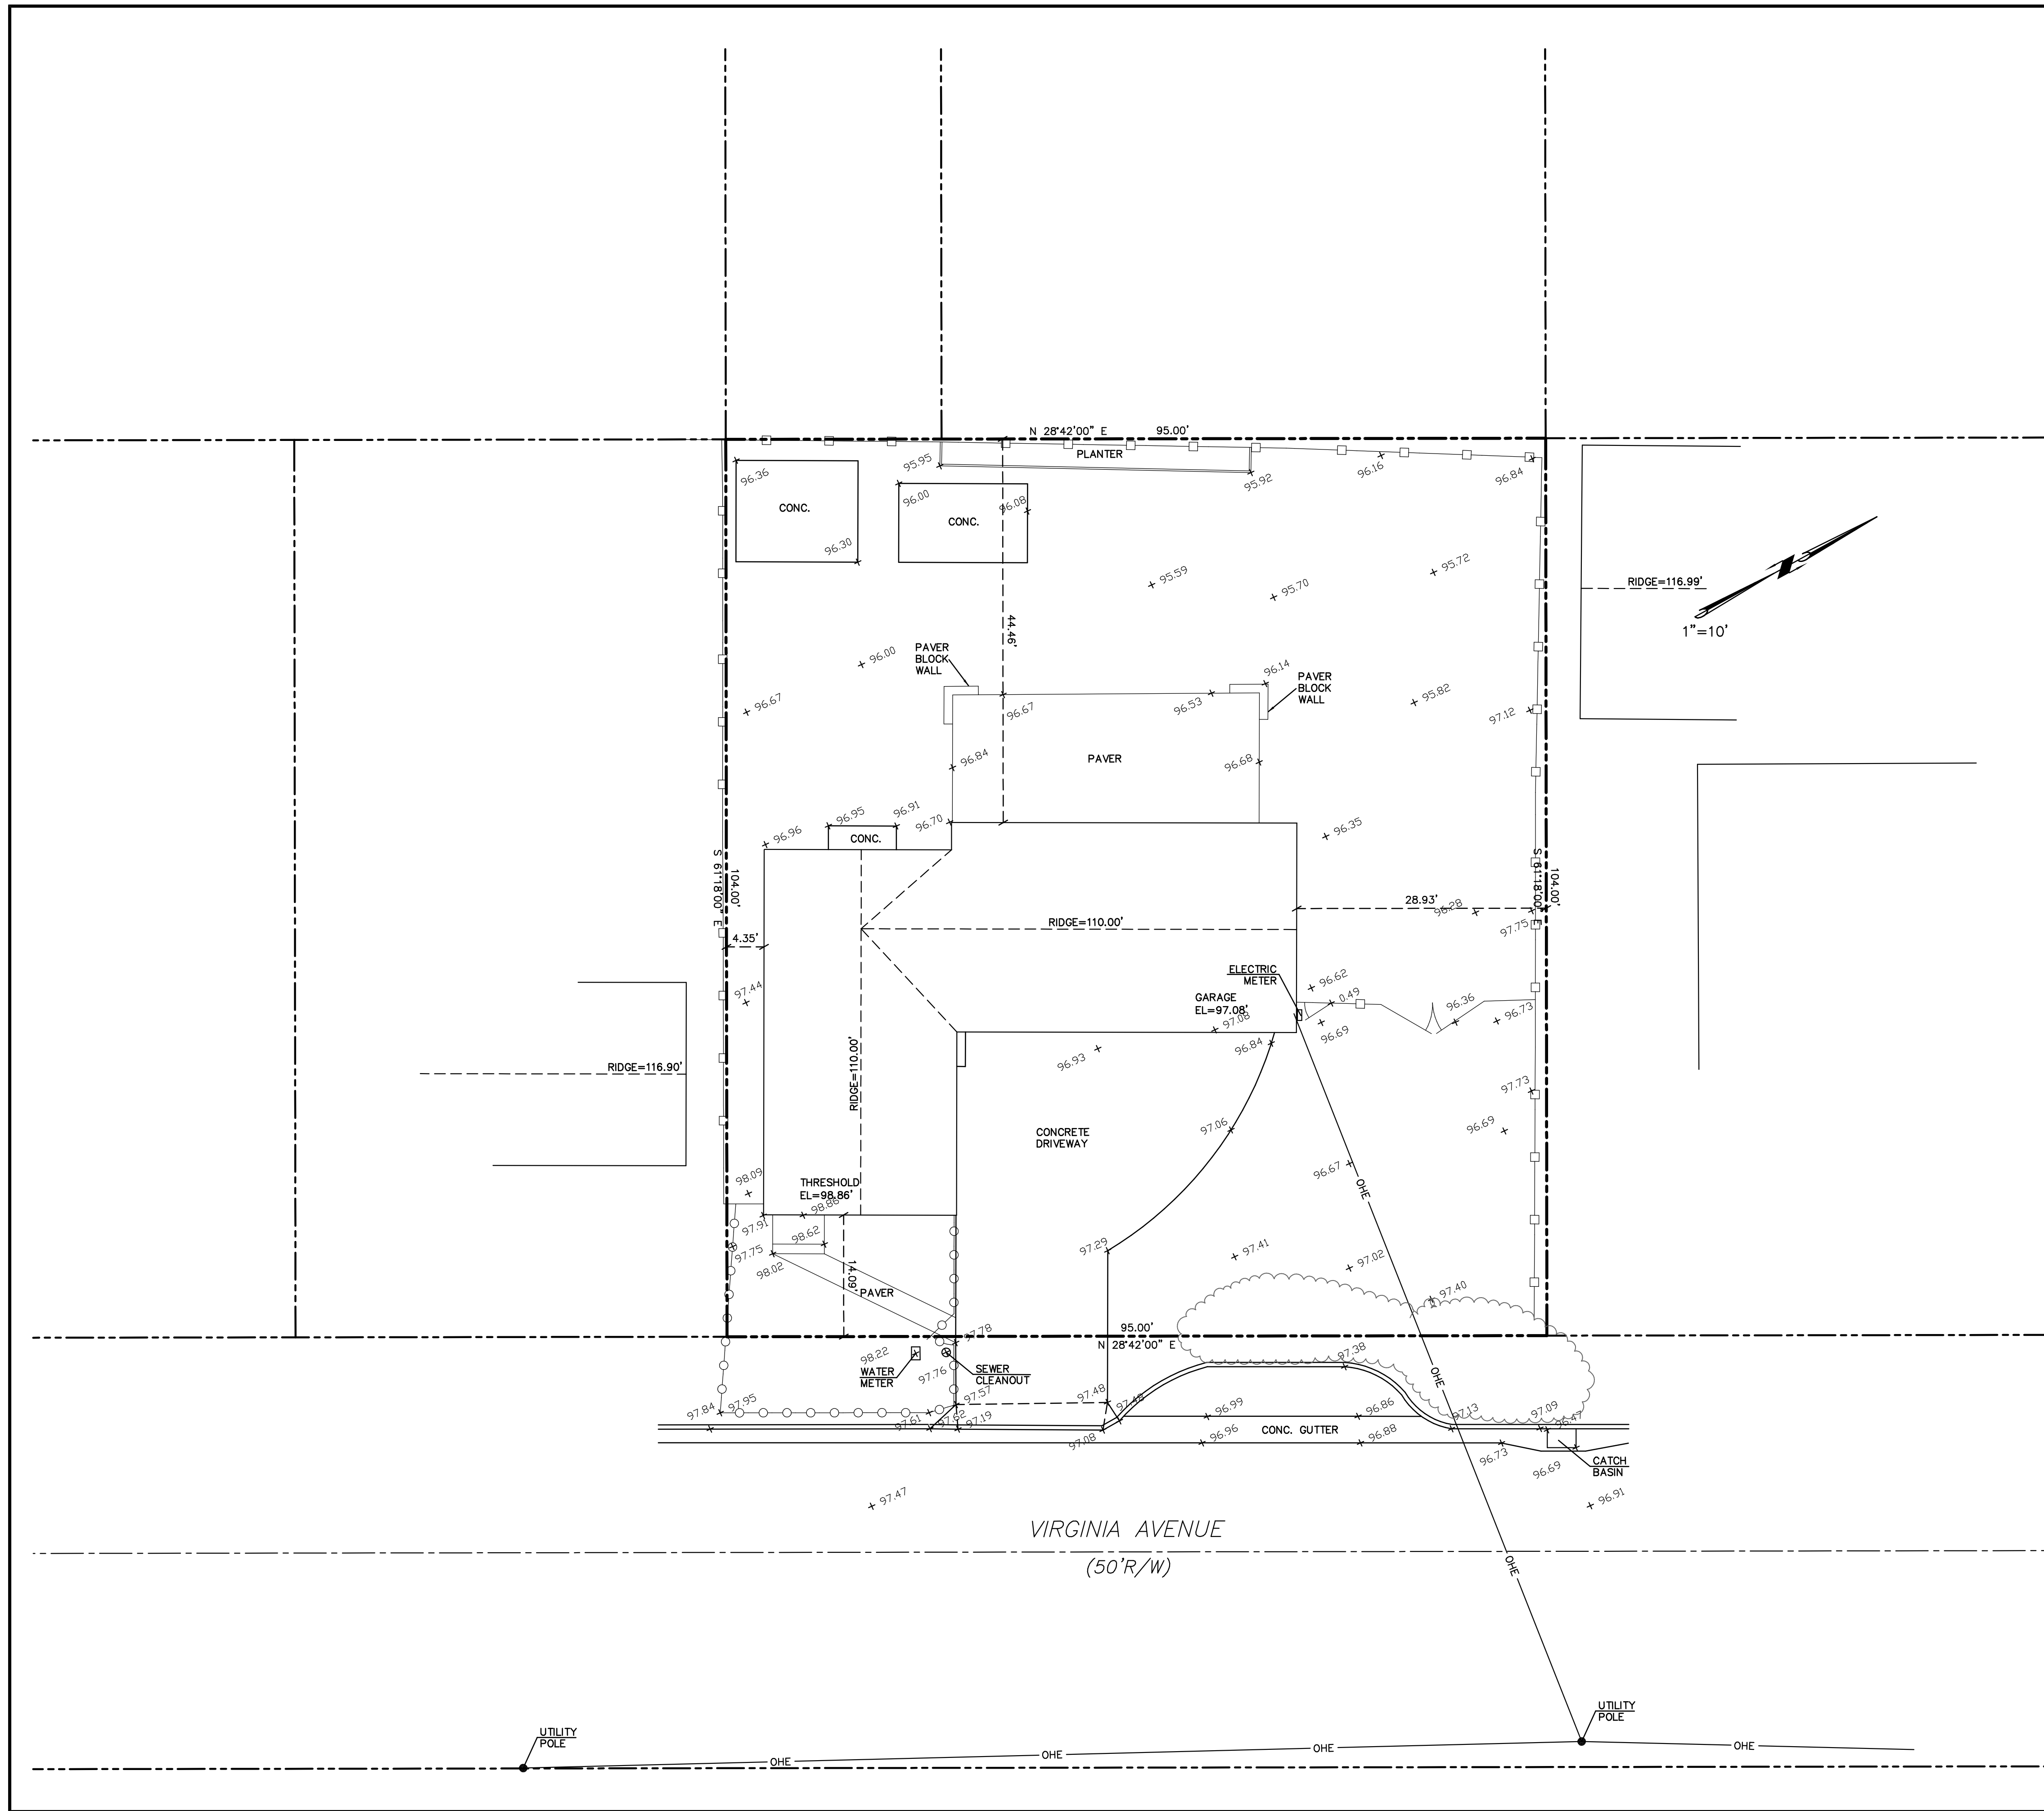 N 28°42'00" E 95.00'
PLANTER
95.95
96.36
96.00
96.08
95.92
96.16
96.84
CONC.
CONC.
96.30
95.59
95.70
95.72
RIDGE=116.99'
1"=10'
44.46'
PAVER
BLOCK
WALL
96.00
96.14
PAVER
BLOCK
WALL
96.67
96.67
96.53
95.82
97.12
96.84
PAVER
96.68
96.96
96.95
96.91
96.70
CONC.
96.35
S 61°18'00" E
104.00'
S 61°18'00" E
104.00'
28.93'
96.28
97.75
RIDGE=110.00'
4.35'
97.44
ELECTRIC
METER
96.62
0.49
GARAGE
EL=97.08'
97.08
96.69
96.36
96.73
96.84
96.93
RIDGE=116.90'
RIDGE=110.00'
97.73
97.06
96.69
CONCRETE
DRIVEWAY
96.67
OHE
98.09
THRESHOLD
EL=98.86'
98.86
97.91
98.62
97.75
98.02
14.09'
PAVER
97.29
97.41
97.02
97.40
95.00'
N 28°42'00" E
97.78
98.22
WATER
METER
97.76
SEWER
CLEANOUT
97.38
OHE
97.84
97.95
97.61
97.62
97.57
97.19
97.48
97.48
97.08
96.99
96.96
96.86
96.88
CONC. GUTTER
97.13
97.09
96.47
96.73
96.69
CATCH
BASIN
97.47
96.91
VIRGINIA AVENUE
(50'R/W)
OHE
UTILITY
POLE
UTILITY
POLE
OHE
OHE
OHE
OHE